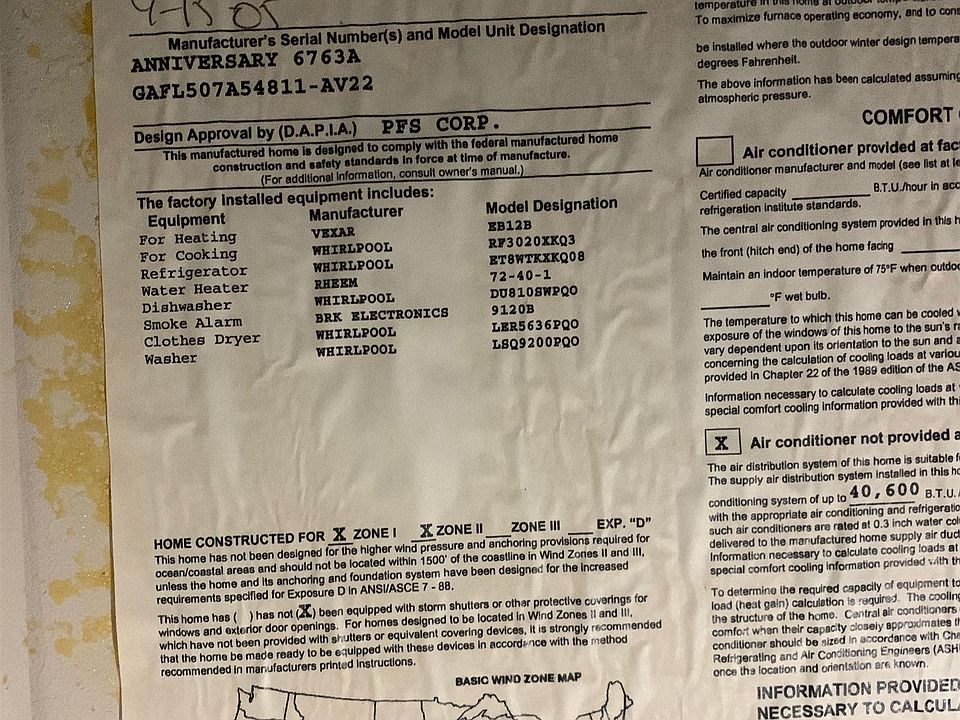 4-15 05
Manufacturer's Serial Number(s) and Model Unit Designation
ANNIVERSARY 6763A
GAFL507A54811-AV22
Design Approval by (D.A.P.I.A.) PFS CORP.
This manufactured home is designed to comply with the federal manufactured home
construction and safety standards in force at time of manufacture.
(For additional information, consult owner's manual.)
The factory installed equipment includes:
Equipment Manufacturer Model Designation
For Heating VEXAR EB12B
For Cooking WHIRLPOOL RF3020XKQ3
Refrigerator WHIRLPOOL ET8WTKXKQ08
Water Heater RHEEM 72-40-1
Dishwasher WHIRLPOOL DU810SWPQO
Smoke Alarm BRK ELECTRONICS 9120B
Clothes Dryer WHIRLPOOL LER5636PQO
Washer WHIRLPOOL LSQ9200PQO
HOME CONSTRUCTED FOR X ZONE I X ZONE II ZONE III EXP. "D"
This home has not been designed for the higher wind pressure and anchoring provisions required for
ocean/coastal areas and should not be located within 1500' of the coastline in Wind Zones II and III,
unless the home and its anchoring and foundation system have been designed for the increased
requirements specified for Exposure D in ANSI/ASCE 7 - 88.
This home has ( ) has not (X) been equipped with storm shutters or other protective coverings for
windows and exterior door openings. For homes designed to be located in Wind Zones II and III,
which have not been provided with shutters or equivalent covering devices, it is strongly recommended
that the home be made ready to be equipped with these devices in accordance with the method
recommended in manufacturers printed instructions.
BASIC WIND ZONE MAP
temperature in this home at outdoor
To maximize furnace operating economy, and to cons
be installed where the outdoor winter design tempera
degrees Fahrenheit.
The above information has been calculated assuming
atmospheric pressure.
COMFORT
Air conditioner provided at fact
Air conditioner manufacturer and model (see list at le
Certified capacity B.T.U./hour in acc
refrigeration institute standards.
The central air conditioning system provided in this h
the front (hitch end) of the home facing
Maintain an indoor temperature of 75°F when outdoo
°F wet bulb.
The temperature to which this home can be cooled w
exposure of the windows of this home to the sun's ra
vary dependent upon its orientation to the sun and a
concerning the calculation of cooling loads at variou
provided in Chapter 22 of the 1989 edition of the AS
Information necessary to calculate cooling loads at
special comfort cooling information provided with thi
X Air conditioner not provided a
The air distribution system of this home is suitable f
The supply air distribution system installed in this ho
conditioning system of up to 40,600 B.T.U.
with the appropriate air conditioning and refrigeratio
such air conditioners are rated at 0.3 inch water col
delivered to the manufactured home supply air duct
Information necessary to calculate cooling loads at
special comfort cooling information provided with th
To determine the required capacity of equipment to
load (heat gain) calculation is required. The cooling
the structure of the home. Central air conditioners
comfort when their capacity closely approximates th
conditioner should be sized in accordance with Cha
Refrigerating and Air Conditioning Engineers (ASH
once the location and orientation are known.
INFORMATION PROVIDED
NECESSARY TO CALCULA